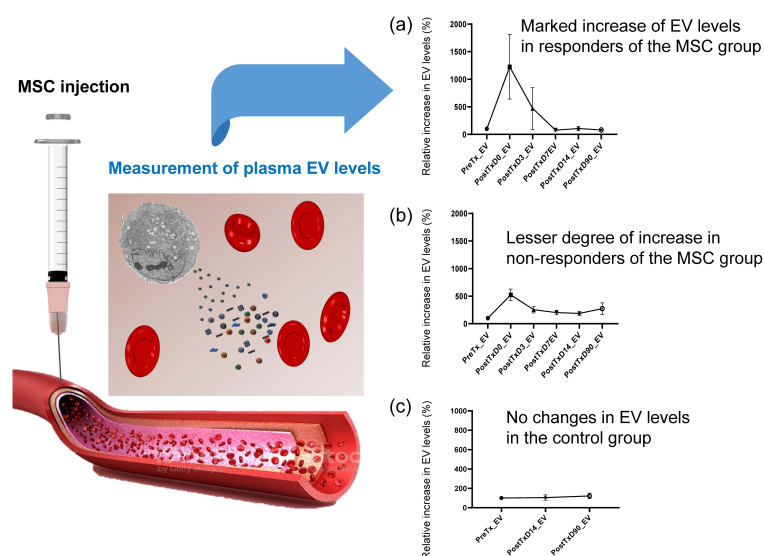 MSC injection
Measurement of plasma EV levels
(a)
Marked increase of EV levels
in responders of the MSC group
Relative increase in EV levels (%)
2000
1500
1000
500
0
PreTx_EV
PostTxD0_EV
PostTxD3_EV
PostTxD7EV
PostTxD14_EV
PostTxD90_EV
(b)
Lesser degree of increase in
non-responders of the MSC group
Relative increase in EV levels (%)
2000
1500
1000
500
0
PreTx_EV
PostTxD0_EV
PostTxD3_EV
PostTxD7EV
PostTxD14_EV
PostTxD90_EV
(c)
No changes in EV levels
in the control group
Relative increase in EV levels (%)
1000
800
600
400
200
0
PreTx_EV
PostTxD14_EV
PostTxD90_EV